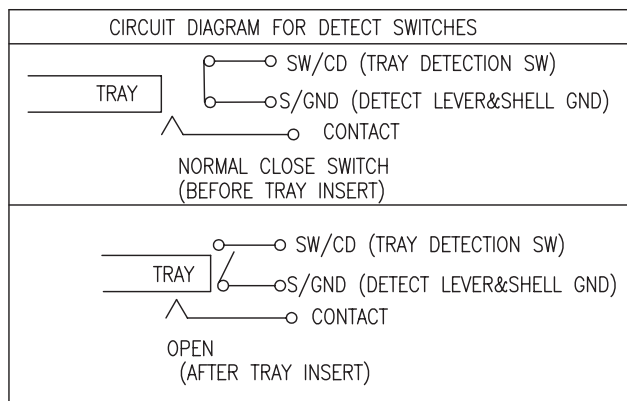 CIRCUIT DIAGRAM FOR DETECT SWITCHES
SW/CD (TRAY DETECTION SW)
TRAY
S/GND (DETECT LEVER&SHELL GND)
CONTACT
NORMAL CLOSE SWITCH
(BEFORE TRAY INSERT)
SW/CD (TRAY DETECTION SW)
TRAY
S/GND (DETECT LEVER&SHELL GND)
CONTACT
OPEN
(AFTER TRAY INSERT)